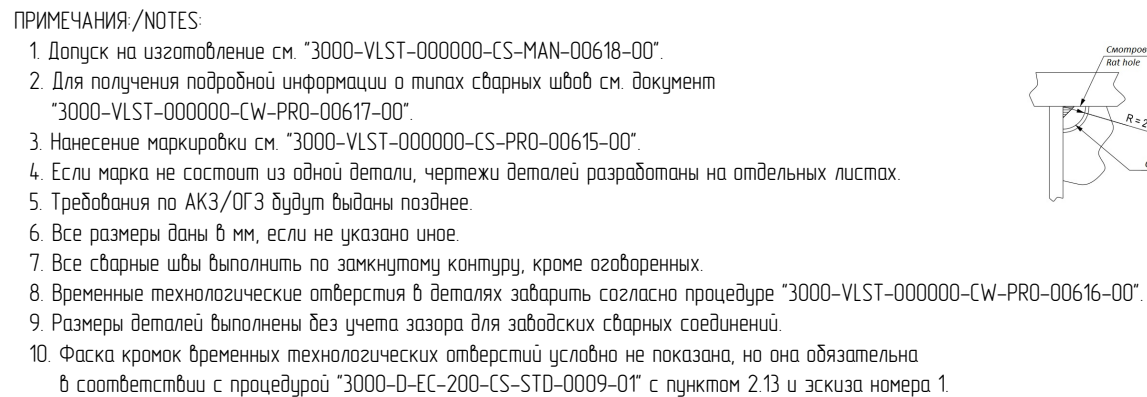 ПРИМЕЧАНИЯ:/NOTES:
1. Допуск на изготовление см. "3000-VLST-000000-CS-MAN-00618-00".
2. Для получения подробной информации о типах сварных швов см. документ
"3000-VLST-000000-CW-PRO-00617-00".
3. Нанесение маркировки см. "3000-VLST-000000-CS-PRO-00615-00".
4. Если марка не состоит из одной детали, чертежи деталей разработаны на отдельных листах.
5. Требования по АКЗ/ОГЗ будут выданы позднее.
6. Все размеры даны в мм, если не указано иное.
7. Все сварные швы выполнить по замкнутому контуру, кроме оговоренных.
8. Временные технологические отверстия в деталях заварить согласно процедуре "3000-VLST-000000-CW-PRO-00616-00".
9. Размеры деталей выполнены без учета зазора для заводских сварных соединений.
10. Фаска кромок временных технологических отверстий условно не показана, но она обязательна
в соответствии с процедурой "3000-D-EC-200-CS-STD-0009-01" с пунктом 2.13 и эскиза номера 1.
Смотров
Rat hole
R=2